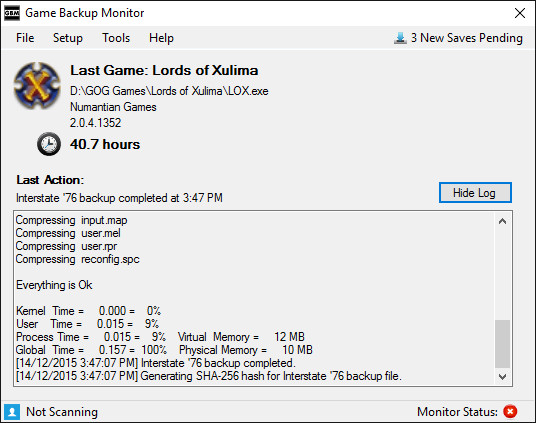 GBM Game Backup Monitor
File Setup Tools Help 3 New Saves Pending
Last Game: Lords of Xulima
D:\GOG Games\Lords of Xulima\LOX.exe
Numantian Games
2.0.4.1352
40.7 hours
Last Action:
Interstate '76 backup completed at 3:47 PM
Hide Log
Compressing input.map
Compressing user.mel
Compressing user.rpr
Compressing reconfig.spc
Everything is Ok
Kernel Time = 0.000 = 0%
User Time = 0.015 = 9%
Process Time = 0.015 = 9% Virtual Memory = 12 MB
Global Time = 0.157 = 100% Physical Memory = 10 MB
[14/12/2015 3:47:07 PM] Interstate '76 backup completed.
[14/12/2015 3:47:07 PM] Generating SHA-256 hash for Interstate '76 backup file.
Not Scanning Monitor Status: